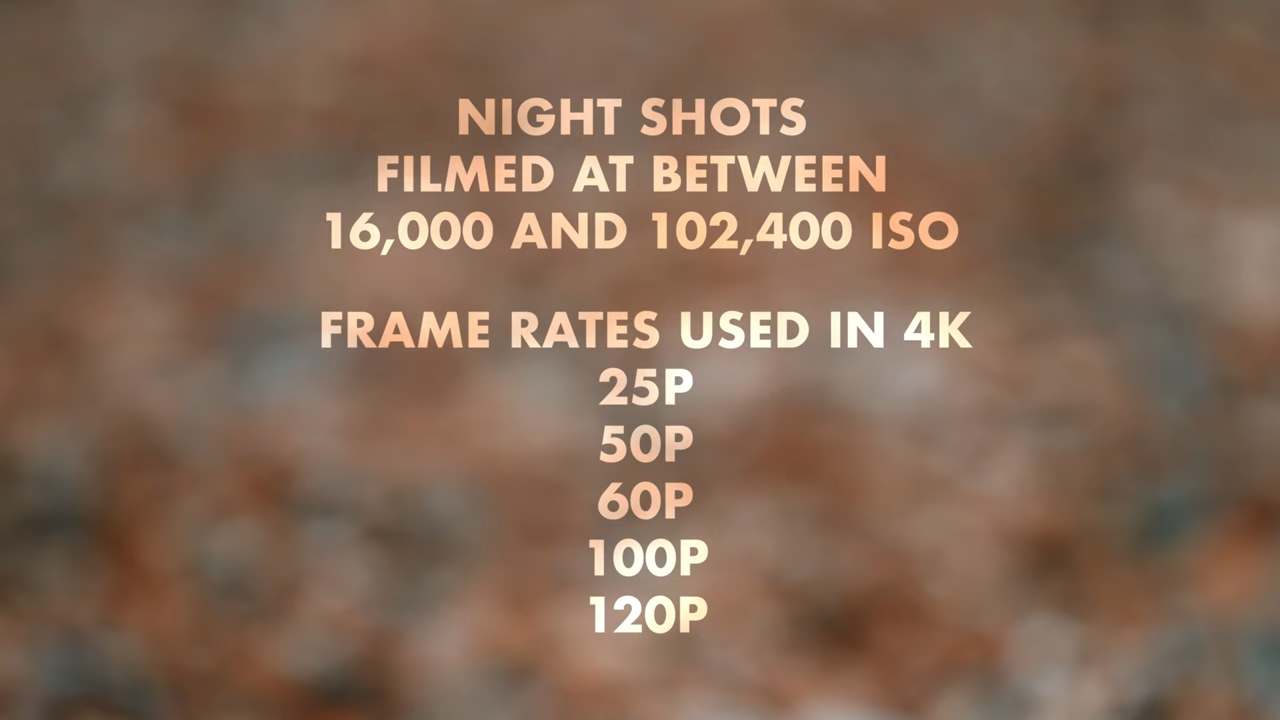 NIGHT SHOTS
FILMED AT BETWEEN
16,000 AND 102,400 ISO
FRAME RATES USED IN 4K
25P
50P
60P
100P
120P